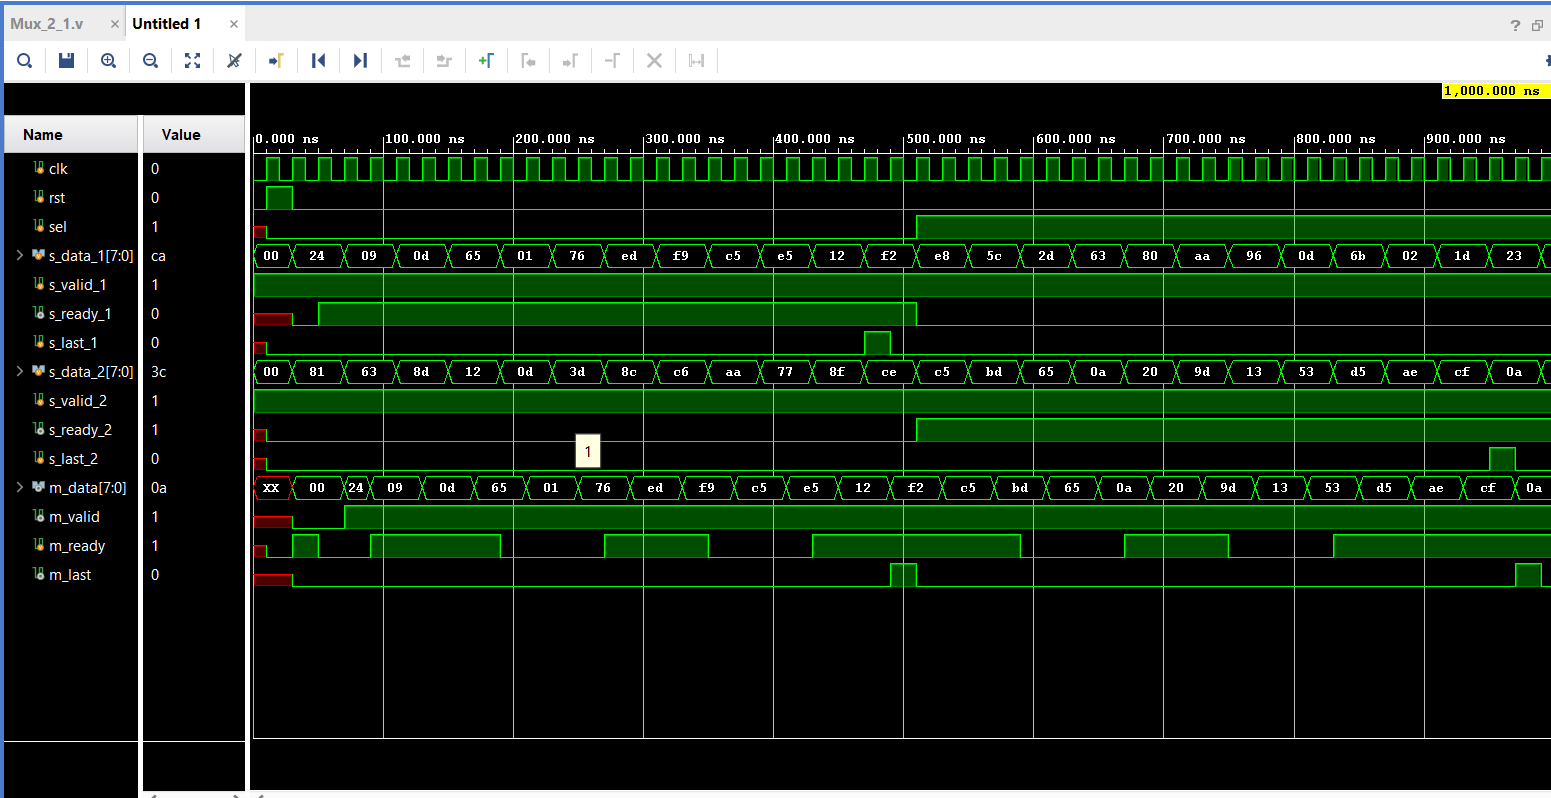 Mux_2_1.v × Untitled 1 × ?
1,000.000 ns
Name Value 0.000 ns 100.000 ns 200.000 ns 300.000 ns 400.000 ns 500.000 ns 600.000 ns 700.000 ns 800.000 ns 900.000 ns
clk 0
rst 0
sel 1
s_data_1[7:0] ca 00 24 09 0d 65 01 76 ed f9 c5 e5 12 f2 e8 5c 2d 63 80 aa 96 0d 6b 02 1d 23
s_valid_1 1
s_ready_1 0
s_last_1 0
s_data_2[7:0] 3c 00 81 63 8d 12 0d 3d 8c c6 aa 77 8f ce c5 bd 65 0a 20 9d 13 53 d5 ae cf 0a
s_valid_2 1
s_ready_2 1
1
s_last_2 0
m_data[7:0] 0a XX 00 24 09 0d 65 01 76 ed f9 c5 e5 12 f2 c5 bd 65 0a 20 9d 13 53 d5 ae cf 0a
m_valid 1
m_ready 1
m_last 0